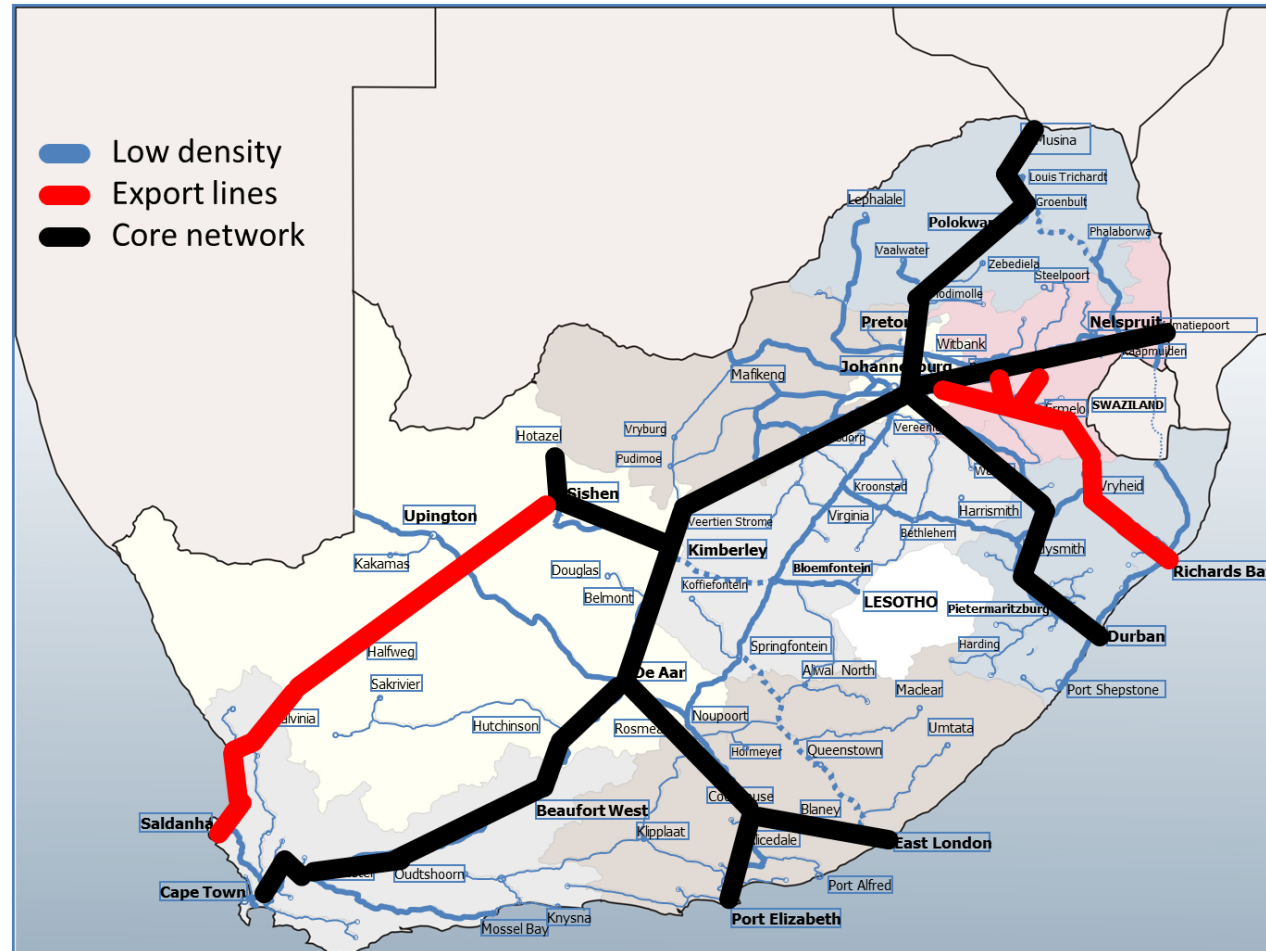 Low density
Export lines
Core network
Musina
Louis Trichardt
Groenbult
Lephalale
Phalaborwa
Vaalwater
Zebediela
Steelpoort
Nelspruit
Witbank
Mafikeng
SWAZILAND
Vryburg
Hotazel
Pudimoe
Sishen
Kroonstad
Vryheid
Upington
Veertien Strome
Virginia
Harrismith
Bethlehem
Kimberley
Kakamas
Douglas
Koffiefontein
Bloemfontein
Richards Bay
Belmont
LESOTHO
Pietermaritzburg
Durban
Halfweg
Springfontein
Harding
De Aar
Aliwal North
Sakrivier
Maclear
Port Shepstone
Hutchinson
Noupoort
Umtata
Hofmeyer
Queenstown
Beaufort West
Blaney
Saldanha
Klipplaat
East London
Oudtshoorn
Cape Town
Port Alfred
Knysna
Port Elizabeth
Mossel Bay